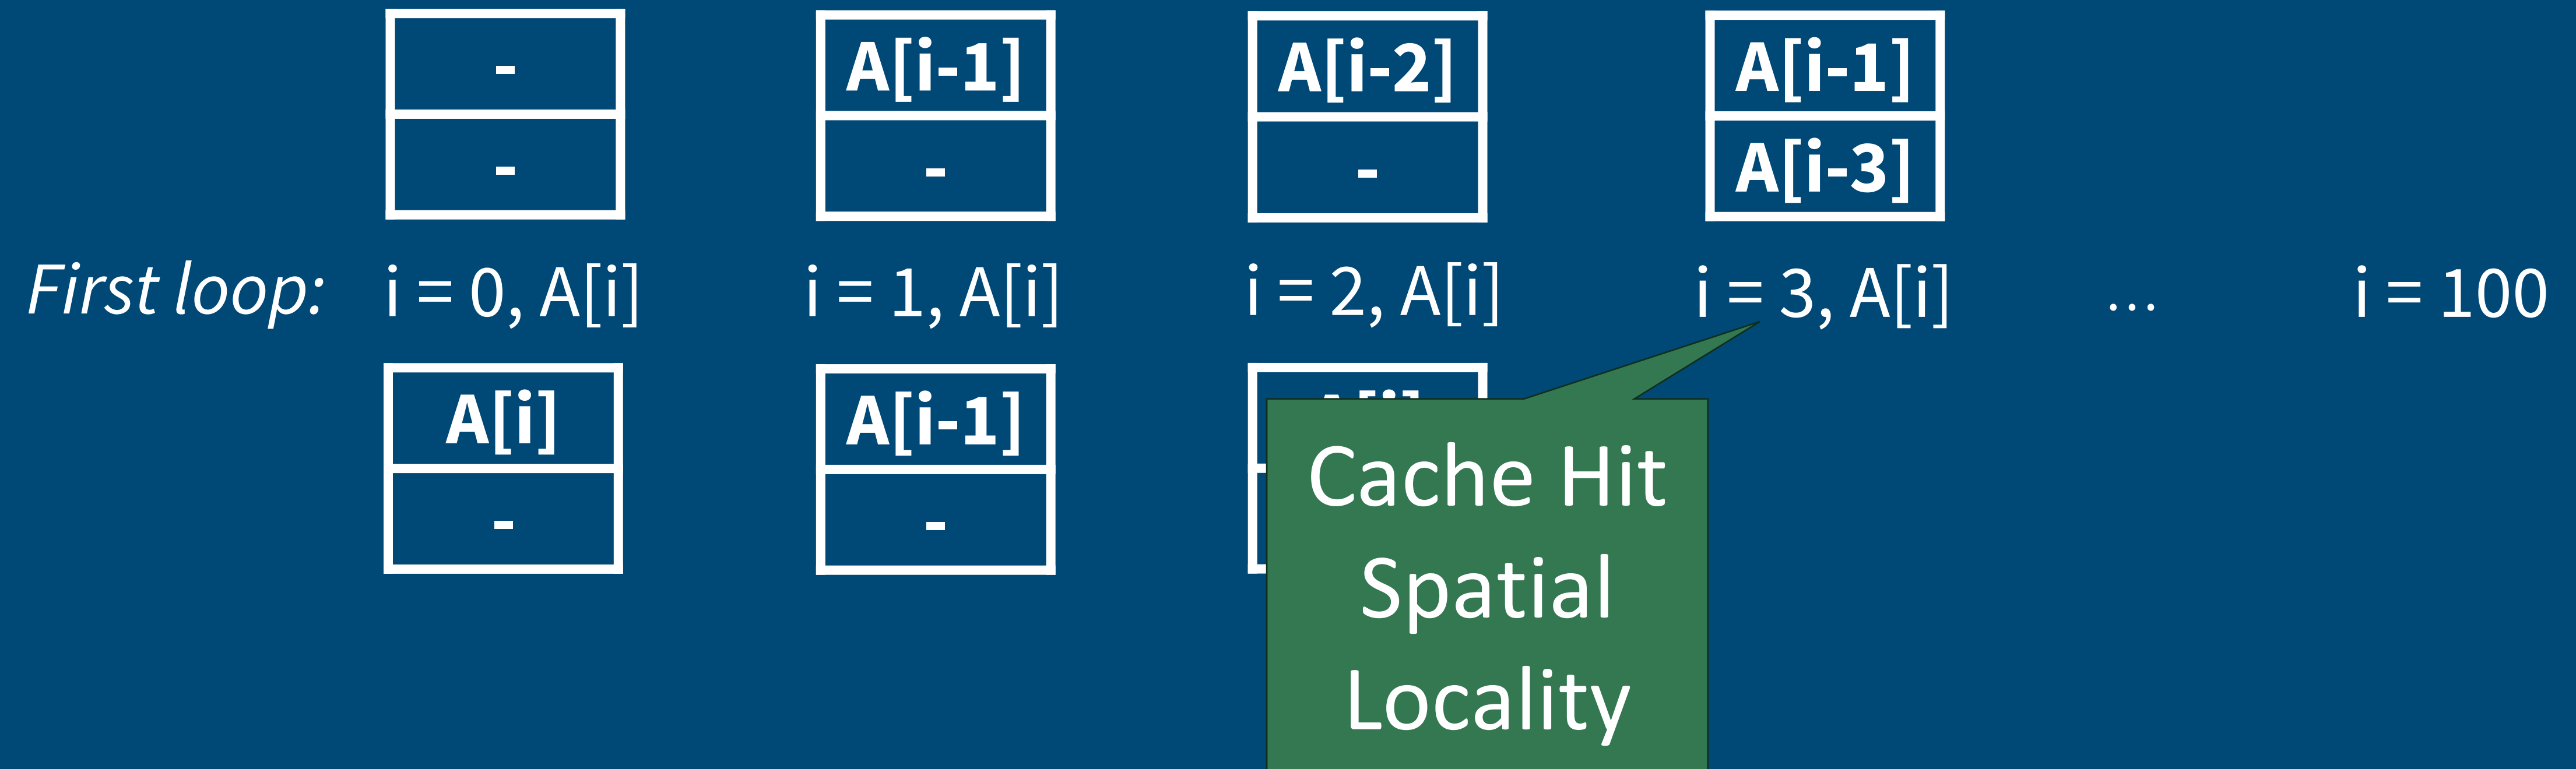 - A[i-1] A[i-2] A[i-1]
- - - A[i-3]
First loop: i = 0, A[i] i = 1, A[i] i = 2, A[i] i = 3, A[i] ... i = 100
A[i] A[i-1]
- -
Cache Hit
Spatial
Locality